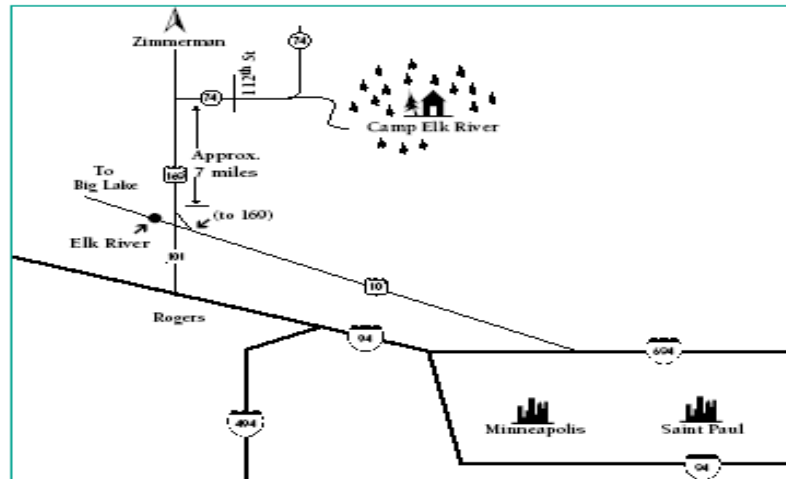 Zimmerman
74
112th St
74
Camp Elk River
Approx.
7 miles
169
To
Big Lake
(to 169)
Elk River
101
10
Rogers
94
694
494
Minneapolis
Saint Paul
94